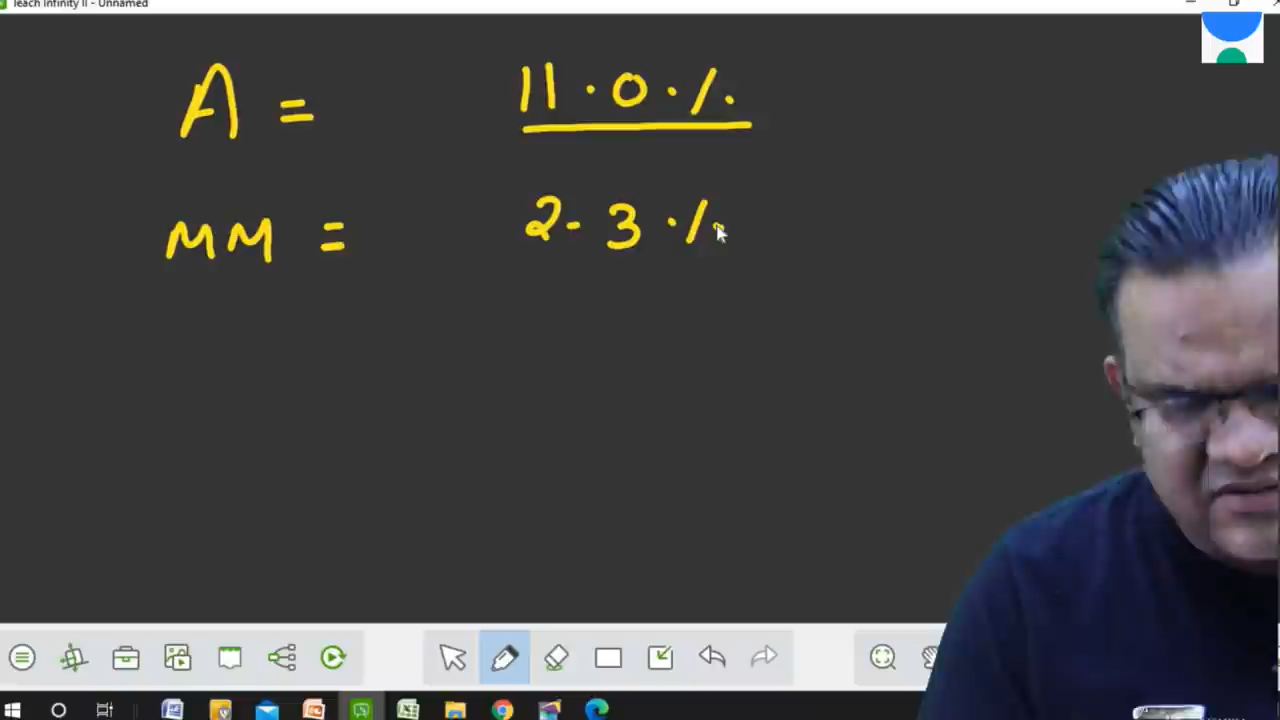 Teach Infinity II - Unnamed
A = 11.0%
MM = 2-3%